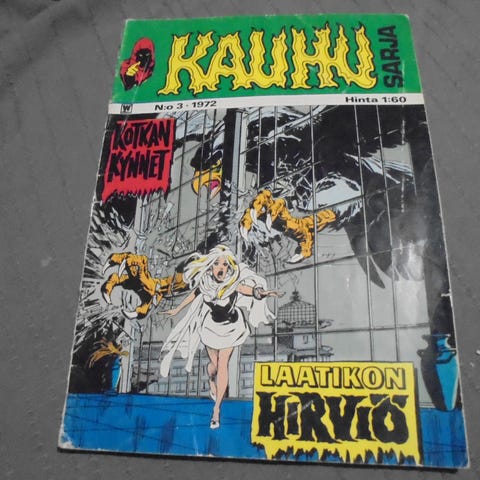 KAUHU
SARJA
W
N:o 3 · 1972
Hinta 1:60
KOTKAN
KYNNET
LAATIKON
HiRViÖ